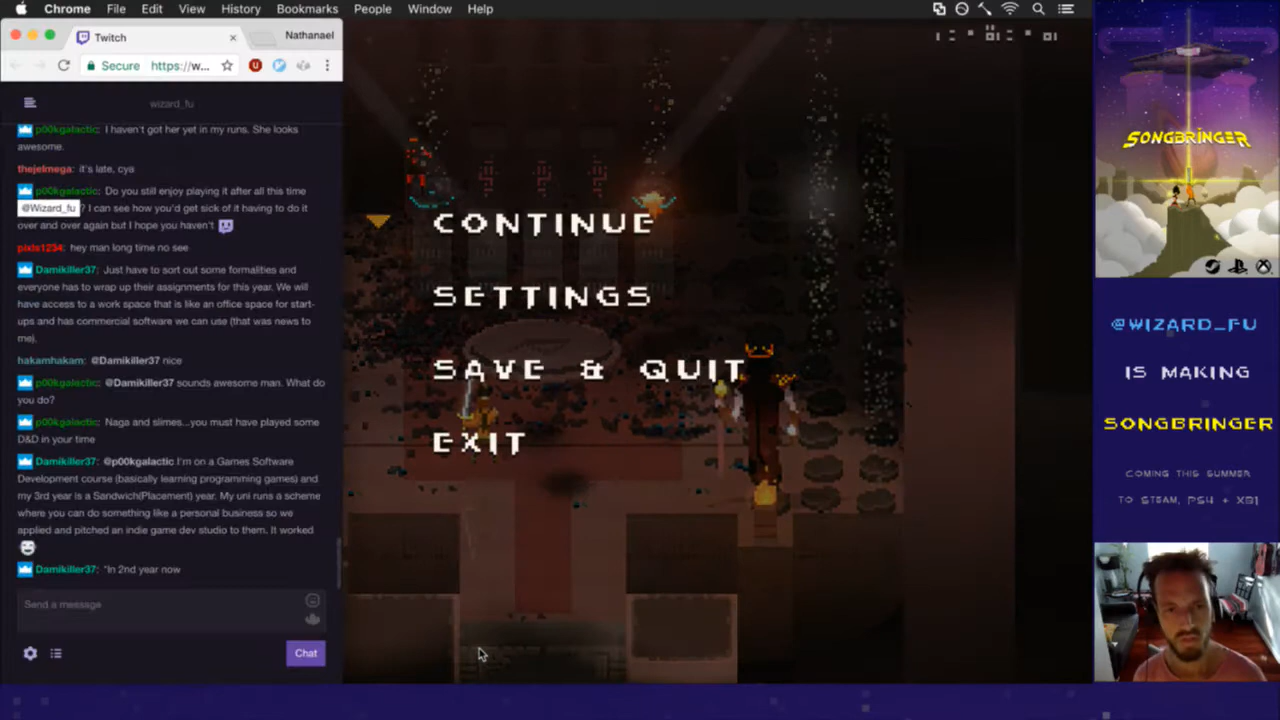 Chrome File Edit View History Bookmarks People Window Help
Twitch
Nathanael
Secure https://w...
wizard_fu
p00kgalactic: I haven't got her yet in my runs. She looks
awesome.
thejelmega: it's late, cya
p00kgalactic: Do you still enjoy playing it after all this time
@Wizard_fu ? I can see how you'd get sick of it having to do it
over and over again but I hope you haven't
pixls1234: hey man long time no see
Damikiller37: Just have to sort out some formalities and
everyone has to wrap up their assignments for this year. We will
have access to a work space that is like an office space for start-
ups and has commercial software we can use (that was news to
me).
hakamhakam: @Damikiller37 nice
p00kgalactic: @Damikiller37 sounds awesome man. What do
you do?
p00kgalactic: Naga and slimes...you must have played some
D&D in your time
Damikiller37: @p00kgalactic I'm on a Games Software
Development course (basically learning programming games) and
my 3rd year is a Sandwich(Placement) year. My uni runs a scheme
where you can do something like a personal business so we
applied and pitched an indie game dev studio to them. It worked
Damikiller37: *In 2nd year now
Send a message
Chat
CONTINUE
SETTINGS
SAVE & QUIT
EXIT
SONGBRINGER
@WIZARD_FU
IS MAKING
SONGBRINGER
COMING THIS SUMMER
TO STEAM, PS4 + XB1